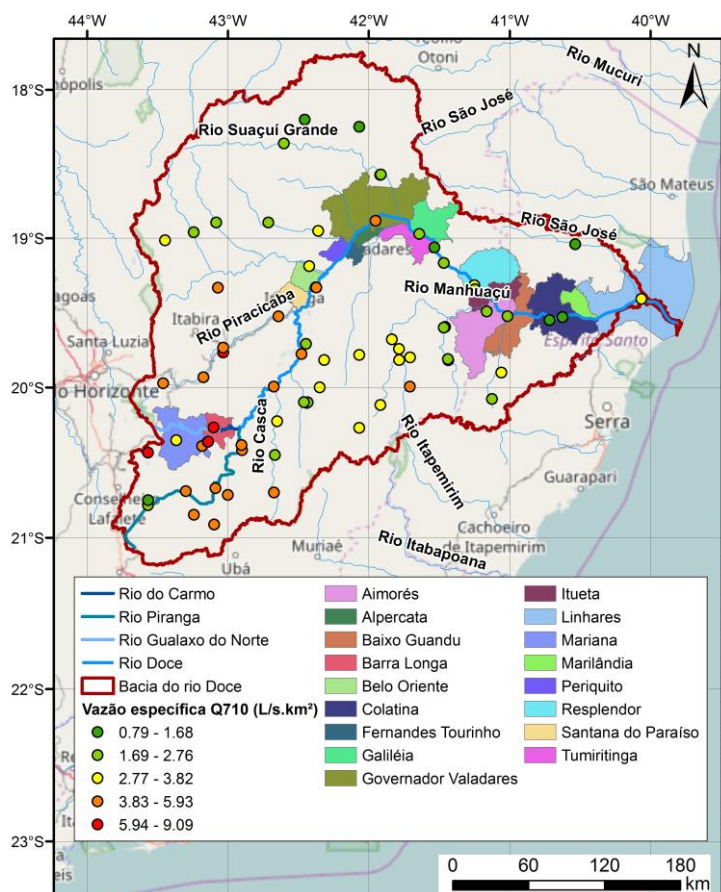 44°O
43°O
42°O
41°O
40°O
Otoni
N
Rio Mucuri
18°S
Rio São José
Rio Suaçuí Grande
São Mateus
19°S
Rio São José
Rio Manhuaçú
Rio Piracicaba
Itabira
Santa Luzia
Espírito Santo
20°S
Horizonte
Rio Casca
Serra
Rio Itapemirim
Guarapari
Conselheiro
Lafaiete
21°S
Ubá
Muriaé
Cachoeiro
de Itapemirim
Rio Itabapoana
Rio do Carmo
Rio Piranga
Rio Gualaxo do Norte
Rio Doce
Bacia do rio Doce
Vazão específica Q710 (L/s.km²)
0.79 - 1.68
1.69 - 2.76
2.77 - 3.82
3.83 - 5.93
5.94 - 9.09
Aimorés
Alpercata
Baixo Guandu
Barra Longa
Belo Oriente
Colatina
Fernandes Tourinho
Galiléia
Governador Valadares
Itueta
Linhares
Mariana
Marilândia
Periquito
Resplendor
Santana do Paraíso
Tumiritinga
22°S
23°S
0 60 120 180
km